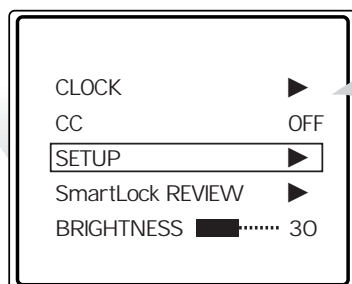 CLOCK ▶
CC OFF
SETUP ▶
SmartLock REVIEW ▶
BRIGHTNESS 30